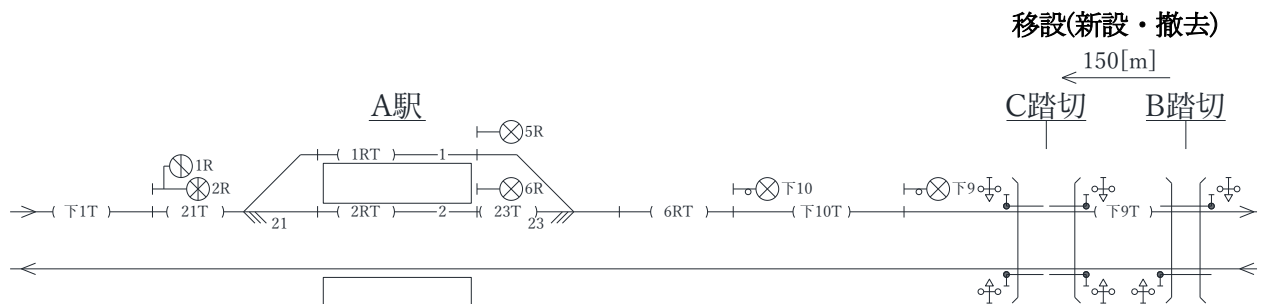 移設(新設・撤去)
150[m]
A駅
C踏切
B踏切
5R
1R
1RT
1
2R
6R
下10
下9
下1T
21T
2RT
2
23T
6RT
下10T
下9T
21
23